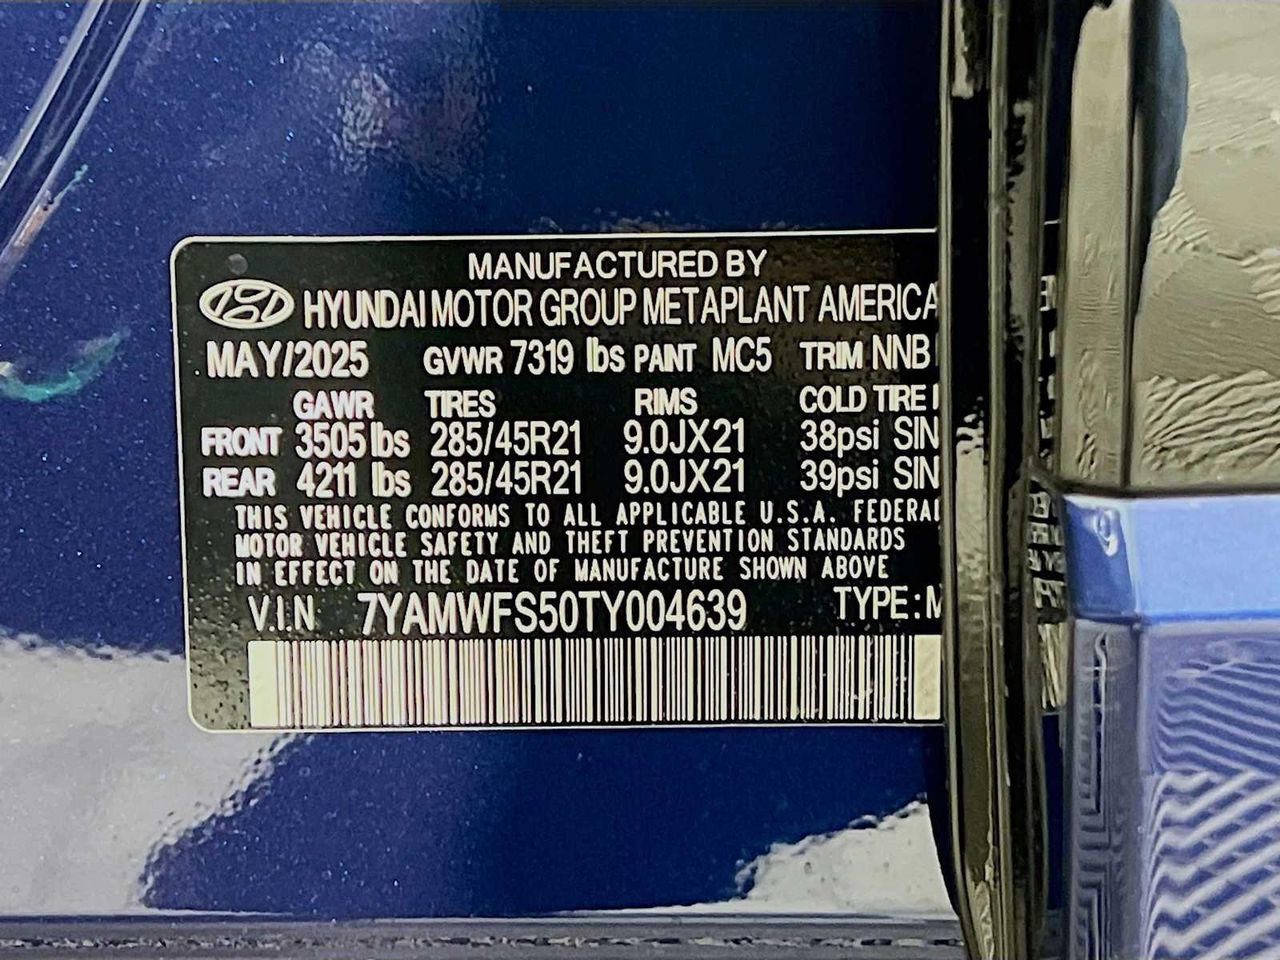 MANUFACTURED BY
HYUNDAI MOTOR GROUP METAPLANT AMERICA
MAY/2025 GVWR 7319 lbs PAINT MC5 TRIM NNB
GAWR TIRES RIMS COLD TIRE
FRONT 3505 lbs 285/45R21 9.0JX21 38psi SIN
REAR 4211 lbs 285/45R21 9.0JX21 39psi SIN
THIS VEHICLE CONFORMS TO ALL APPLICABLE U.S.A. FEDERAL
MOTOR VEHICLE SAFETY AND THEFT PREVENTION STANDARDS
IN EFFECT ON THE DATE OF MANUFACTURE SHOWN ABOVE
V.I.N 7YAMWFS50TY004639 TYPE: M